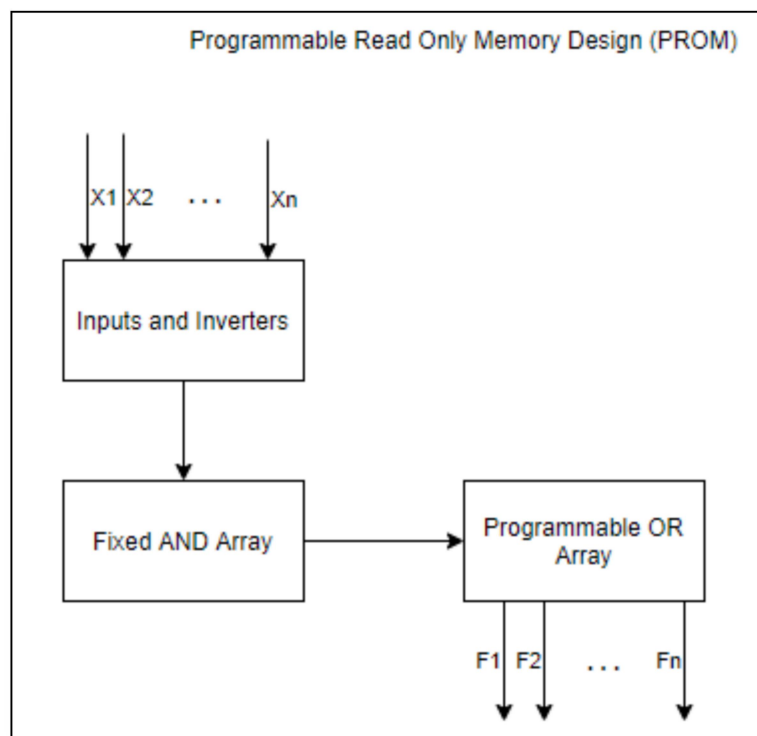 Programmable Read Only Memory Design (PROM)
X1 X2 ... Xn
Inputs and Inverters
Fixed AND Array
Programmable OR
Array
F1 F2 ... Fn